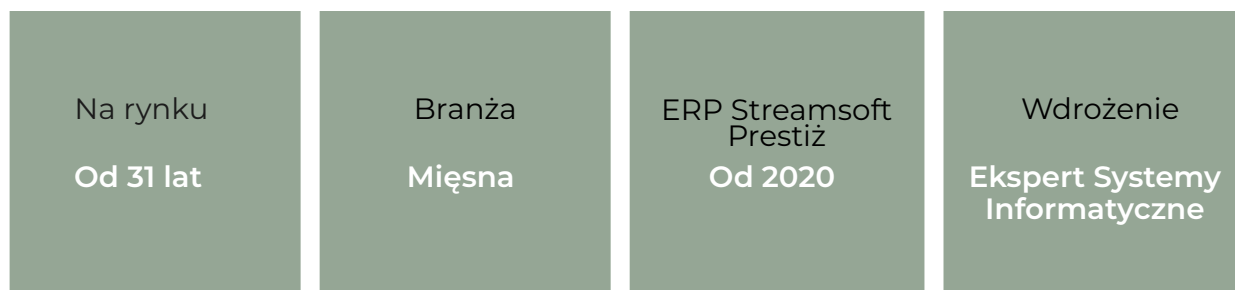 Na rynku
Od 31 lat
Branża
Mięsna
ERP Streamsoft
Prestiż
Od 2020
Wdrożenie
Ekspert Systemy
Informatyczne